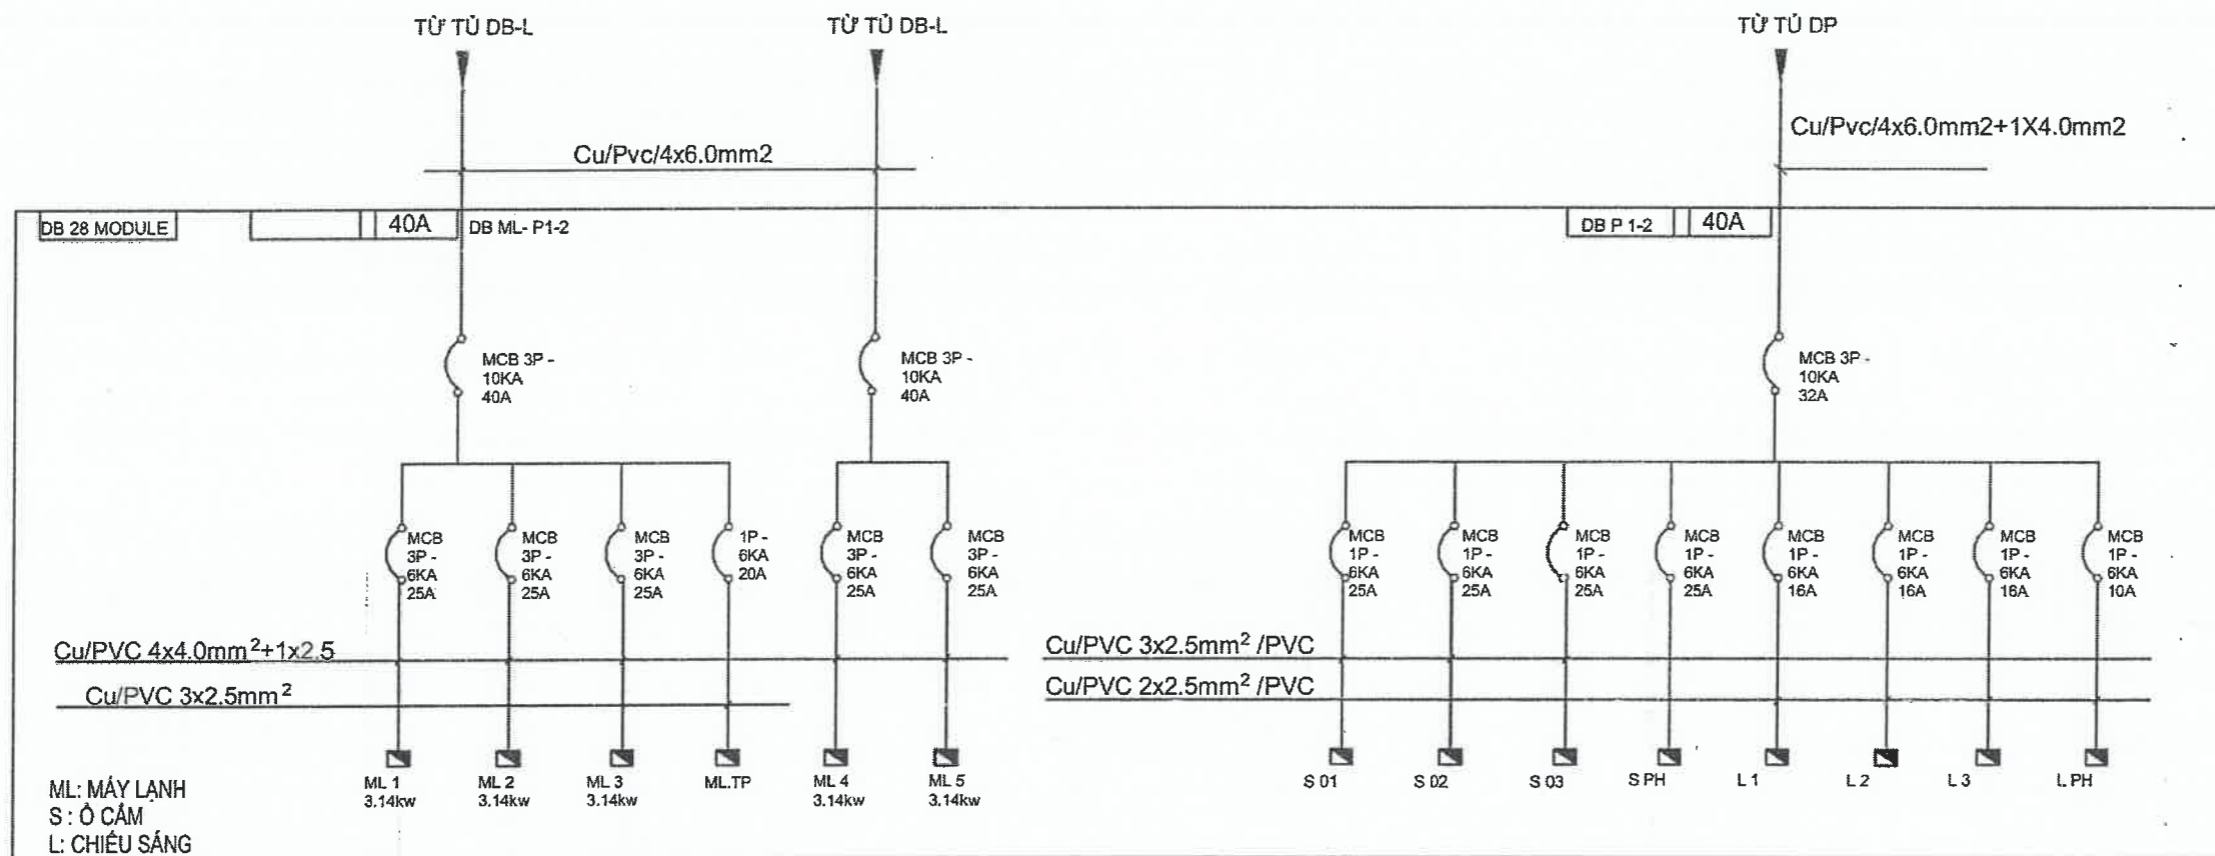 TỪ TỦ DB-L
TỪ TỦ DB-L
TỪ TỦ DP
Cu/Pvc/4x6.0mm2
Cu/Pvc/4x6.0mm2+1X4.0mm2
DB 28 MODULE
40A
DB ML- P1-2
DB P 1-2
40A
MCB 3P -
10KA
40A
MCB 3P -
10KA
40A
MCB 3P -
10KA
32A
MCB
3P -
6KA
25A
MCB
3P -
6KA
25A
MCB
3P -
6KA
25A
1P -
6KA
20A
MCB
3P -
6KA
25A
MCB
3P -
6KA
25A
MCB
1P -
6KA
25A
MCB
1P -
6KA
25A
MCB
1P -
6KA
25A
MCB
1P -
6KA
25A
MCB
1P -
6KA
16A
MCB
1P -
6KA
16A
MCB
1P -
6KA
16A
MCB
1P -
6KA
10A
Cu/PVC 4x4.0mm²+1x2.5
Cu/PVC 3x2.5mm²
Cu/PVC 3x2.5mm² /PVC
Cu/PVC 2x2.5mm² /PVC
ML 1
3.14kw
ML 2
3.14kw
ML 3
3.14kw
ML.TP
ML 4
3.14kw
ML 5
3.14kw
S 01
S 02
S 03
S PH
L 1
L 2
L 3
L PH
ML: MÁY LẠNH
S : Ổ CẮM
L: CHIẾU SÁNG